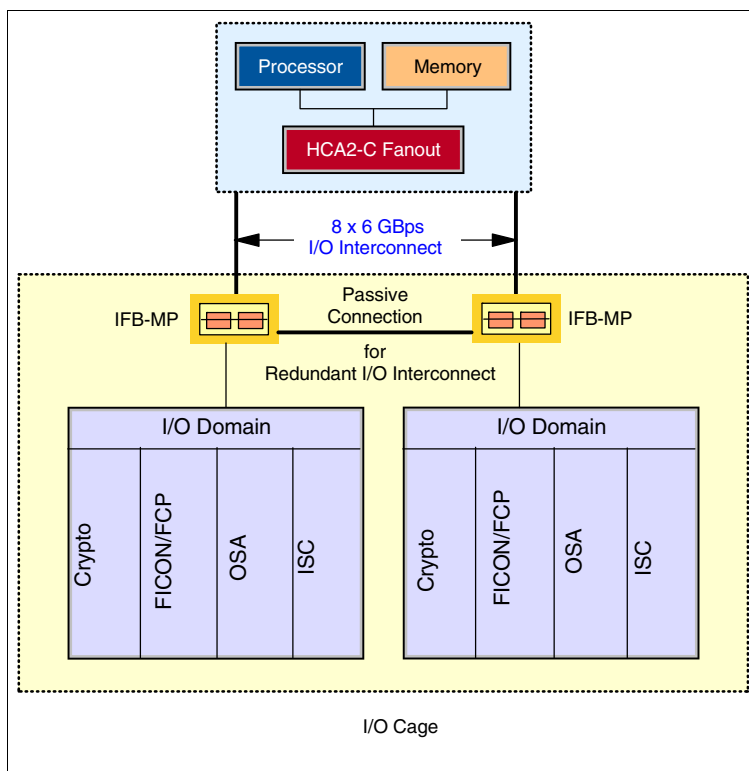 Processor
Memory
HCA2-C Fanout
8 x 6 GBps
I/O Interconnect
IFB-MP
Passive
Connection
IFB-MP
for
Redundant I/O Interconnect
I/O Domain
Crypto
FICON/FCP
OSA
ISC
I/O Domain
Crypto
FICON/FCP
OSA
ISC
I/O Cage